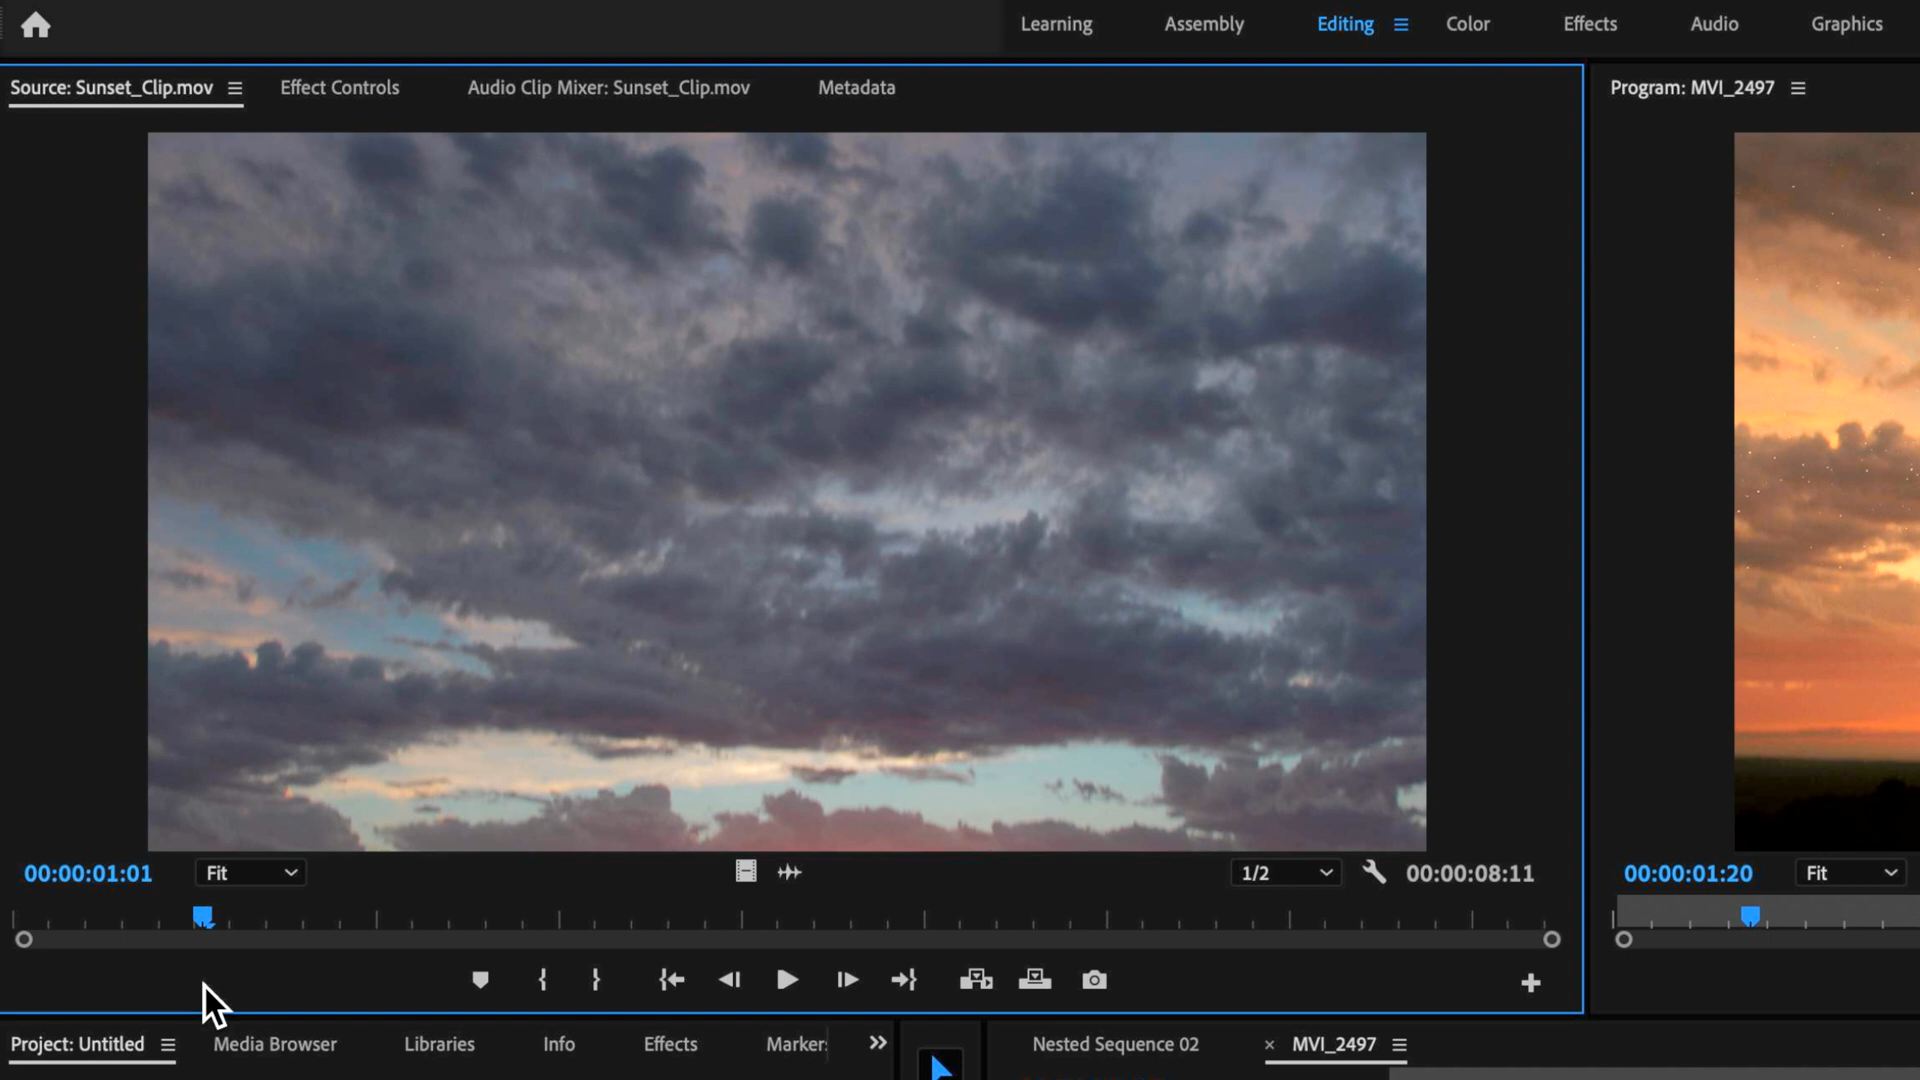 Learning Assembly Editing Color Effects Audio Graphics
Source: Sunset_Clip.mov Effect Controls Audio Clip Mixer: Sunset_Clip.mov Metadata Program: MVI_2497
00:00:01:01 Fit 1/2 00:00:08:11 00:00:01:20 Fit
Project: Untitled Media Browser Libraries Info Effects Marker Nested Sequence 02 × MVI_2497